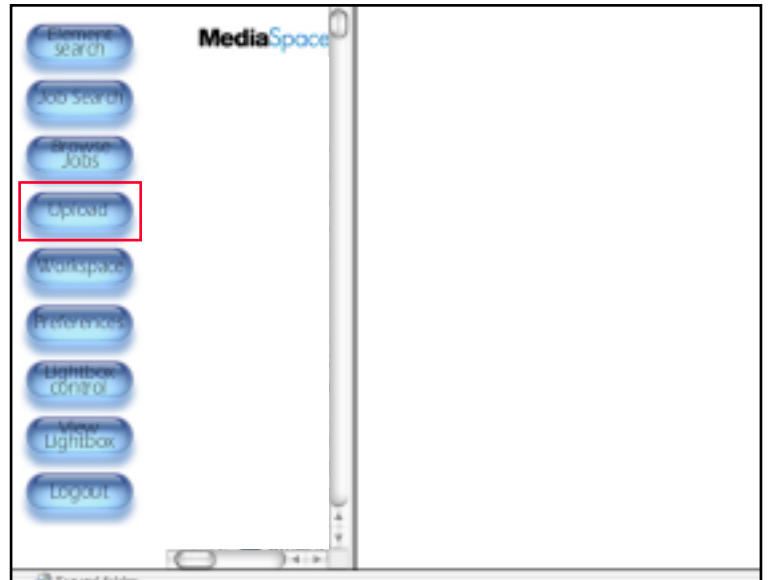 Element
search
MediaSpace
Job Search
Browse
Jobs
Upload
Workspace
Preferences
Lightbox
control
View
Lightbox
Logout